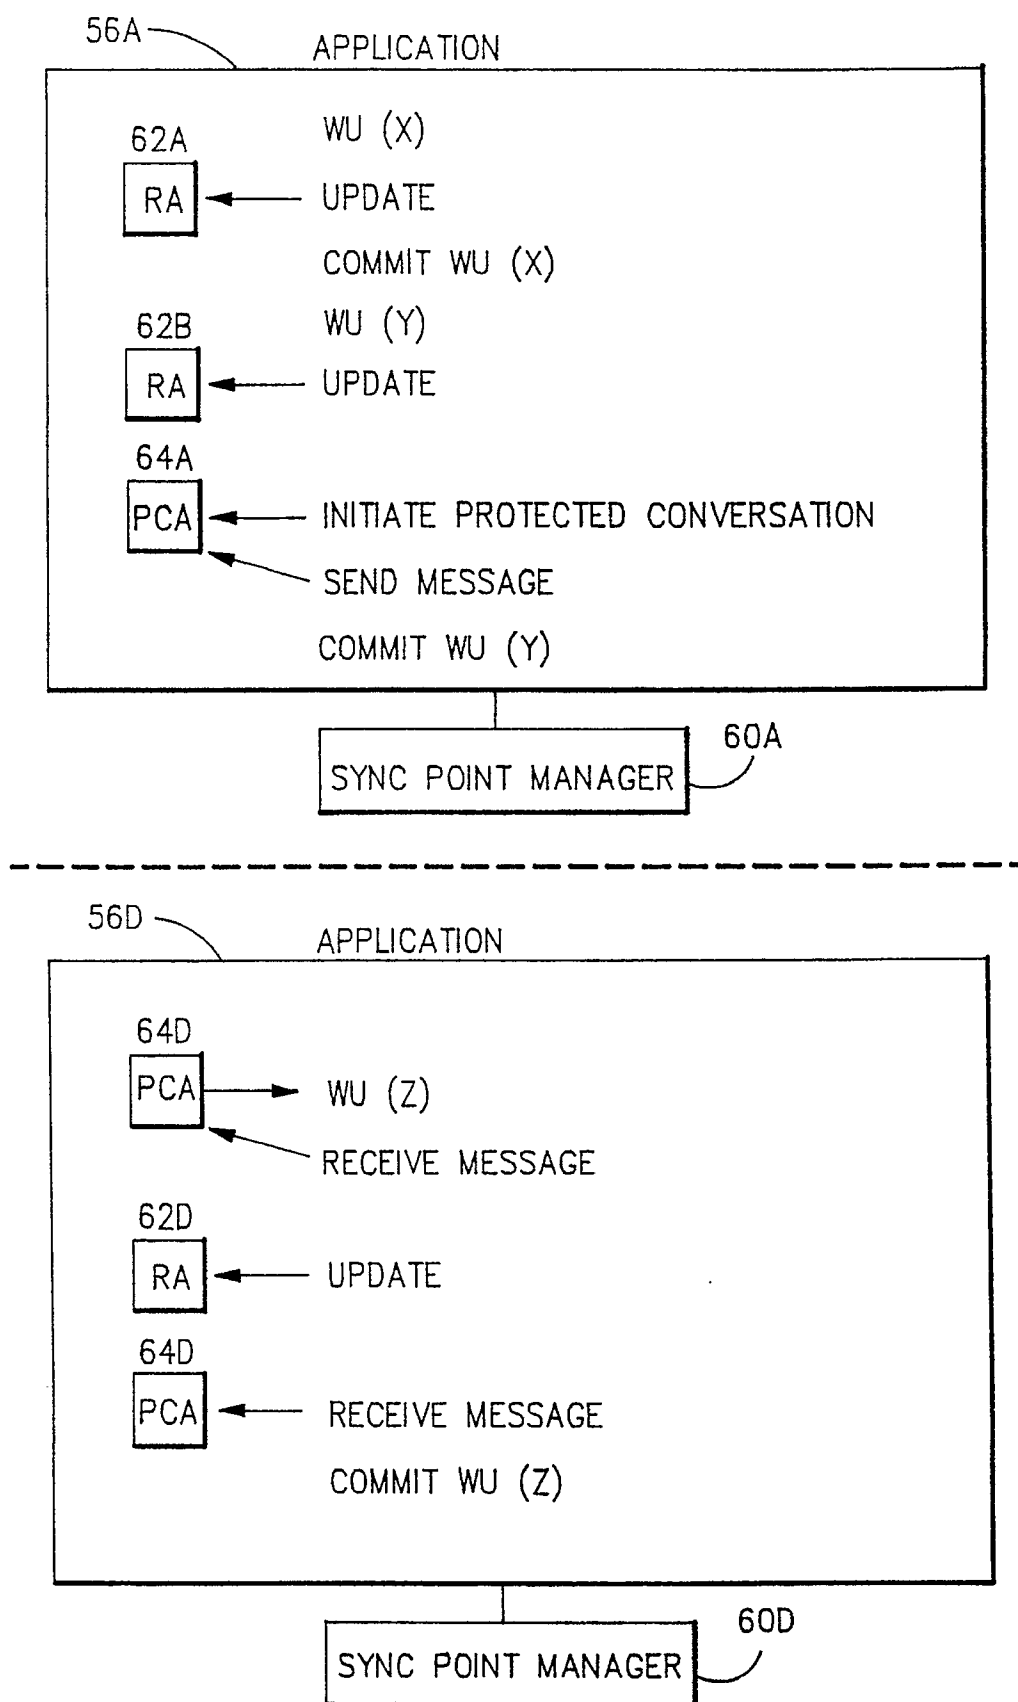 56A
APPLICATION
WU (X)
62A
RA
UPDATE
COMMIT WU (X)
WU (Y)
62B
RA
UPDATE
64A
PCA
INITIATE PROTECTED CONVERSATION
SEND MESSAGE
COMMIT WU (Y)
60A
SYNC POINT MANAGER
56D
APPLICATION
64D
PCA
WU (Z)
RECEIVE MESSAGE
62D
RA
UPDATE
64D
PCA
RECEIVE MESSAGE
COMMIT WU (Z)
60D
SYNC POINT MANAGER